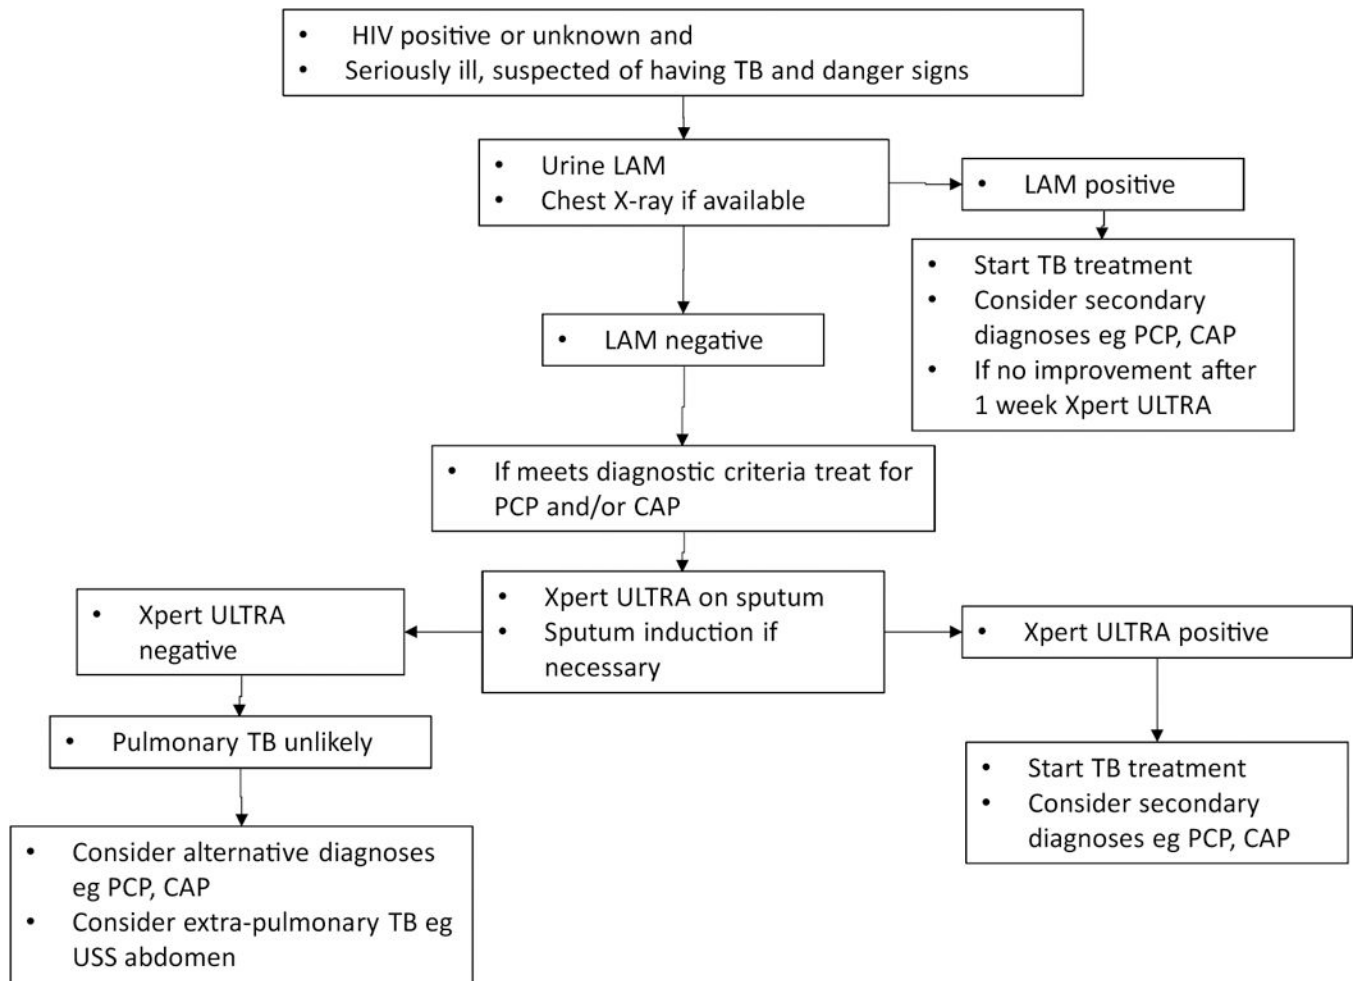 • HIV positive or unknown and
• Seriously ill, suspected of having TB and danger signs
• Urine LAM
• Chest X-ray if available
• LAM positive
• Start TB treatment
• Consider secondary
diagnoses eg PCP, CAP
• If no improvement after
1 week Xpert ULTRA
• LAM negative
• If meets diagnostic criteria treat for
PCP and/or CAP
• Xpert ULTRA on sputum
• Sputum induction if
necessary
• Xpert ULTRA
negative
• Xpert ULTRA positive
• Pulmonary TB unlikely
• Start TB treatment
• Consider secondary
diagnoses eg PCP, CAP
• Consider alternative diagnoses
eg PCP, CAP
• Consider extra-pulmonary TB eg
USS abdomen